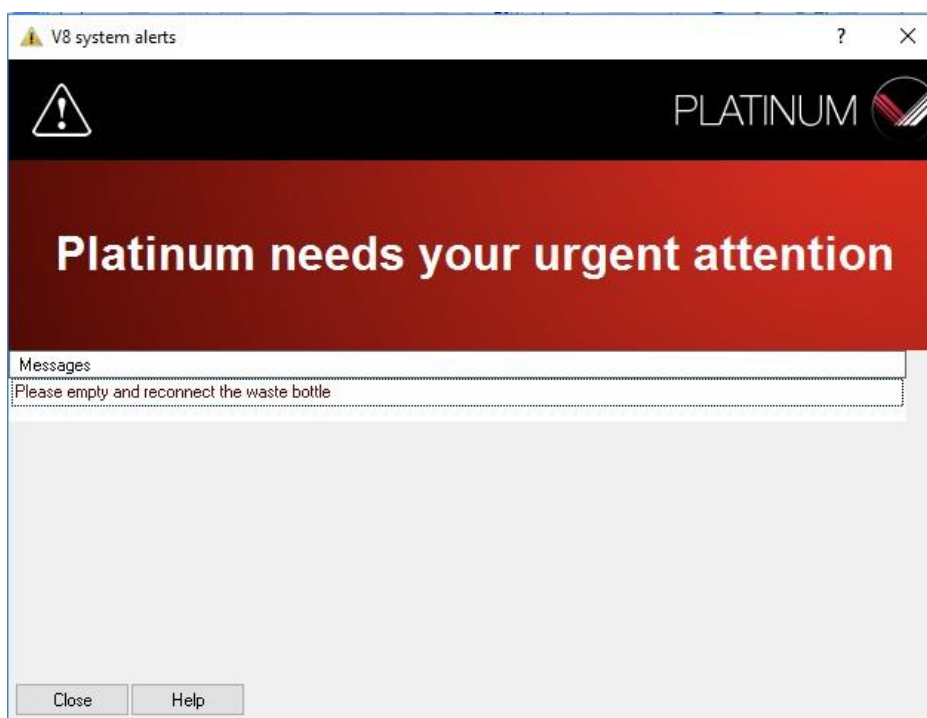 V8 system alerts
PLATINUM
Platinum needs your urgent attention
Messages
Please empty and reconnect the waste bottle
Close Help